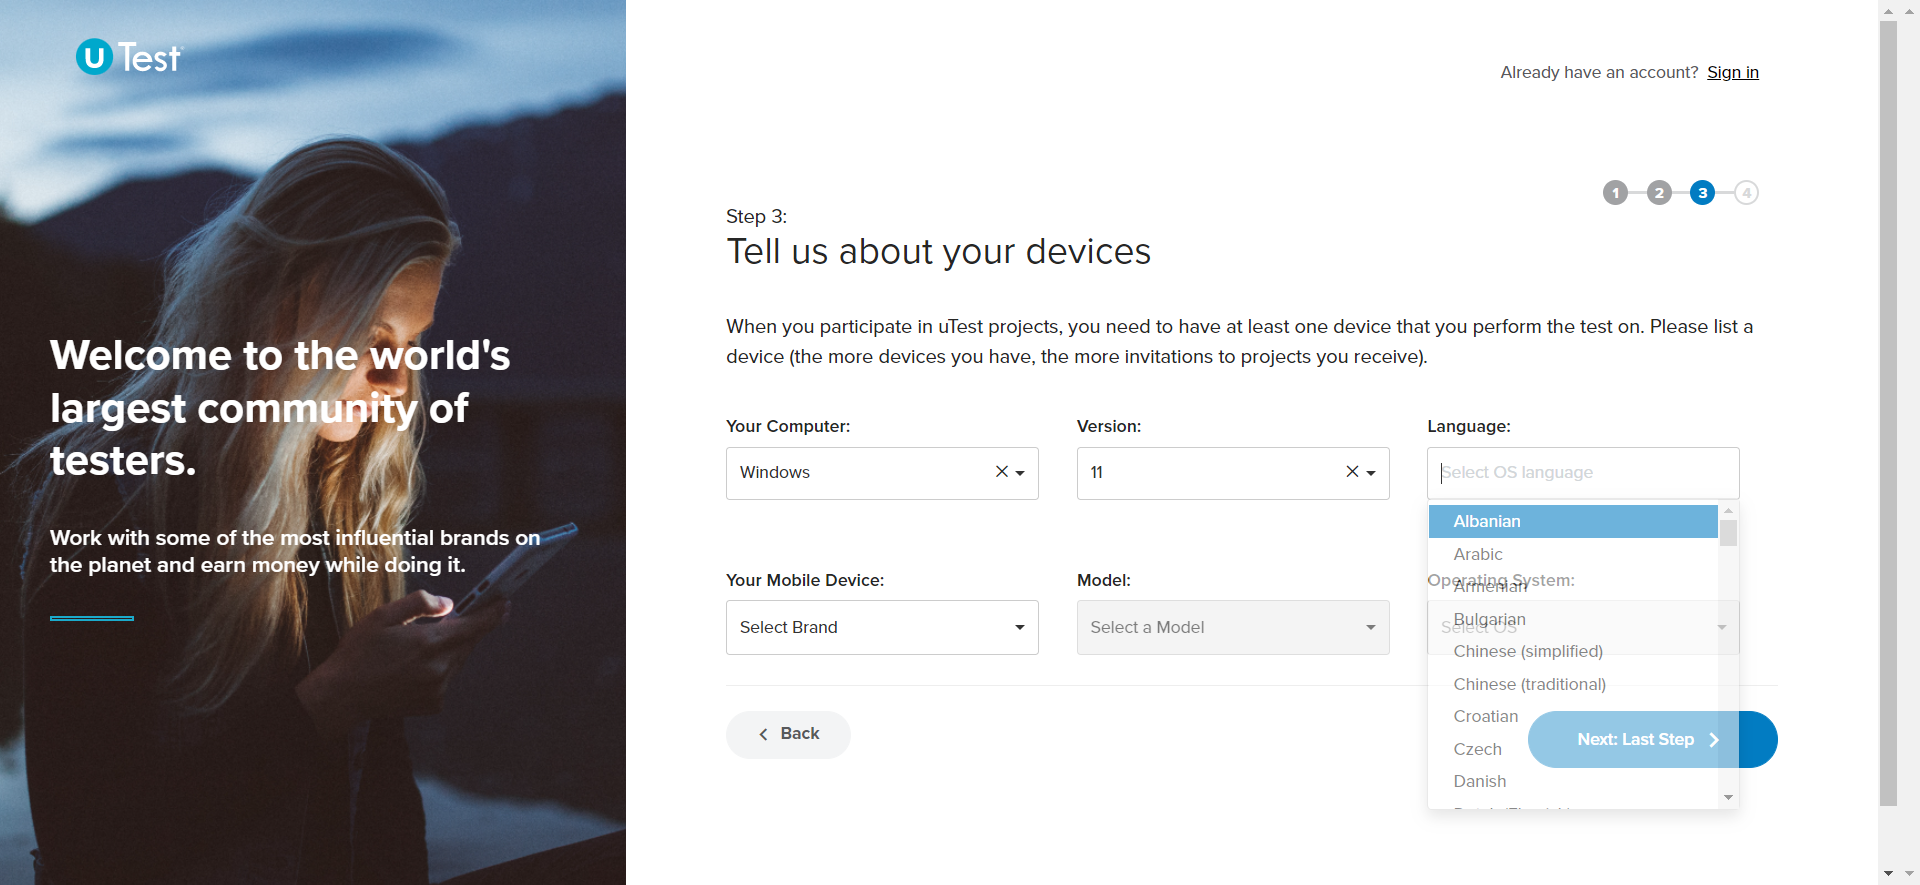 U Test
Already have an account? Sign in
1 2 3 4
Step 3:
Tell us about your devices
When you participate in uTest projects, you need to have at least one device that you perform the test on. Please list a
device (the more devices you have, the more invitations to projects you receive).
Welcome to the world's
largest community of
testers.
Work with some of the most influential brands on
the planet and earn money while doing it.
Your Computer:
Version:
Language:
Windows
11
Select OS language
Albanian
Arabic
Armenian
Bulgarian
Chinese (simplified)
Chinese (traditional)
Croatian
Czech
Danish
Your Mobile Device:
Model:
Operating System:
Select Brand
Select a Model
Select OS
Back
Next: Last Step